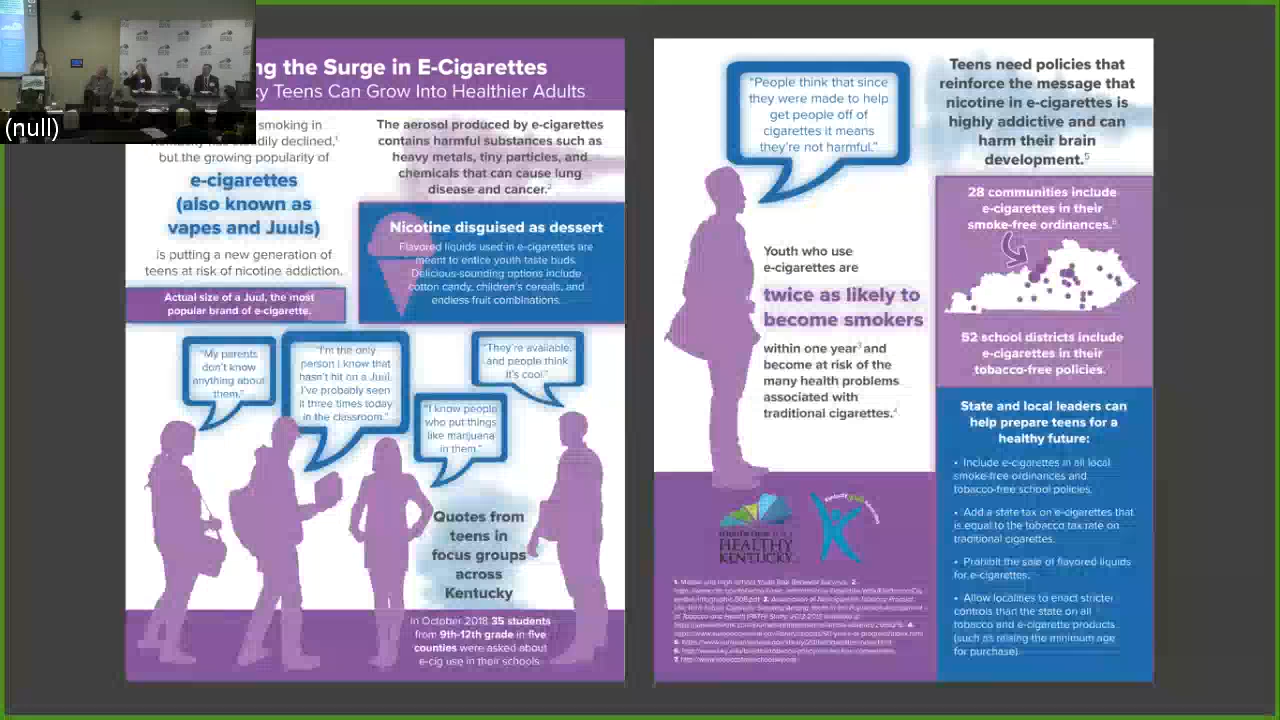 (null)
ng the Surge in E-Cigarettes
ky Teens Can Grow Into Healthier Adults
smoking in
Kentucky has steadily declined,¹
but the growing popularity of
e-cigarettes
(also known as
vapes and Juuls)
is putting a new generation of
teens at risk of nicotine addiction.
Actual size of a Juul, the most
popular brand of e-cigarette.
The aerosol produced by e-cigarettes
contains harmful substances such as
heavy metals, tiny particles, and
chemicals that can cause lung
disease and cancer.²
Nicotine disguised as dessert
Flavored liquids used in e-cigarettes are
meant to entice youth taste buds.
Delicious-sounding options include
cotton candy, children's cereals, and
endless fruit combinations.
"My parents
don't know
anything about
them."
"I'm the only
person I know that
hasn't hit on a Juul.
I've probably seen
it three times today
in the classroom."
"I know people
who put things
like marijuana
in them."
"They're available,
and people think
it's cool."
Quotes from
teens in
focus groups
across
Kentucky
In October 2018 35 students
from 9th-12th grade in five
counties were asked about
e-cig use in their schools.
"People think that since
they were made to help
get people off of
cigarettes it means
they're not harmful."
Youth who use
e-cigarettes are
twice as likely to
become smokers
within one year³ and
become at risk of the
many health problems
associated with
traditional cigarettes.⁴
HEALTHY
KENTUCKY
Teens need policies that
reinforce the message that
nicotine in e-cigarettes is
highly addictive and can
harm their brain
development.⁵
28 communities include
e-cigarettes in their
smoke-free ordinances.⁶
52 school districts include
e-cigarettes in their
tobacco-free policies.
State and local leaders can
help prepare teens for a
healthy future:
• Include e-cigarettes in all local
smoke-free ordinances and
tobacco-free school policies.
• Add a state tax on e-cigarettes that
is equal to the tobacco tax rate on
traditional cigarettes.
• Prohibit the sale of flavored liquids
for e-cigarettes.
• Allow localities to enact stricter
controls than the state on all
tobacco and e-cigarette products
(such as raising the minimum age
for purchase).